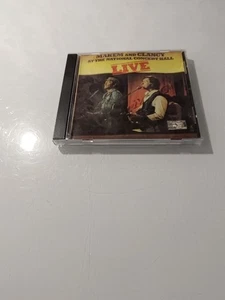 MAKEM AND CLANCY
AT THE NATIONAL CONCERT HALL
LIVE